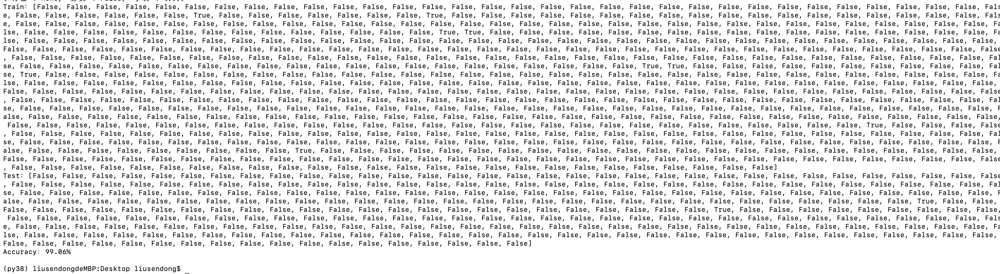 Train: [False, False, False, False, False, False, False, False, False, False, False, False, False, False, False, False, False, False, False, False, False, False, False, False, False, False, False, False, False, False, False, False, Fals
e, False, False, False, False, False, False, True, False, False, False, False, False, False, False, True, False, False, False, False, False, False, False, False, False, False, False, False, False, False, False, False, False, False, Fals
e, False, False, False, False, False, False, False, False, False, False, False, False, False, False, False, False, False, False, False, False, False, False, False, False, False, False, False, False, False, False, False, False, False, Fa
lse, False, False, False, False, False, False, False, False, False, False, False, False, False, False, True, True, False, False, False, False, False, False, False, False, False, False, False, False, False, False, False, False, False, Fa
lse, False, False, False, False, False, False, False, False, False, False, False, False, False, False, False, False, False, False, False, False, False, False, False, False, False, False, False, False, False, False, False, False, False,
False, False, False, False, False, False, False, False, False, False, False, False, False, False, False, False, False, False, False, False, False, False, False, False, False, False, False, False, False, False, False, False, False, False
, False, False, False, False, False, False, False, False, False, False, False, False, False, False, False, False, False, False, False, False, False, False, False, False, False, False, False, False, False, False, False, False, False, Fal
se, False, False, False, False, False, False, False, False, False, False, False, False, False, False, False, False, False, False, False, False, False, True, True, False, False, False, False, False, False, False, False, False, False, Fal
se, True, False, False, False, False, False, False, False, False, False, False, False, False, False, False, False, False, False, False, False, False, False, False, False, False, False, False, False, False, False, False, False, False, Fa
lse, False, False, False, False, False, False, False, False, False, False, False, False, False, False, False, False, False, False, False, False, False, False, False, False, False, False, False, False, False, False, False, False, False,
False, False, False, False, False, False, False, False, False, False, False, False, False, False, False, False, False, False, False, False, False, False, False, False, False, False, False, False, False, False, False, False, False, False
, False, False, False, False, False, False, False, False, False, False, False, False, False, False, False, False, False, False, False, False, False, False, False, False, False, False, False, False, False, False, False, False, False, Fal
se, False, False, False, False, False, False, False, False, False, False, False, False, False, False, False, False, False, False, False, False, False, False, False, False, False, False, False, False, False, False, False, False, False, F
alse, False, False, False, False, False, False, False, False, False, False, False, False, False, False, False, False, False, False, False, False, False, False, False, False, False, False, False, False, False, False, False, False, False,
 False, False, False, False, False, False, False, False, False, False, False, False, False, False, False, False, False, False, False, False, False, False, False, False, False, False, False, False, False, True, False, False, False, False
, False, False, False, False, False, False, False, False, False, False, False, False, False, False, False, False, False, False, False, False, False, False, False, False, False, False, False, False, False, False, False, False, False, Fal
se, False, False, False, False, False, False, False, False, False, False, False, False, False, False, False, False, False, False, False, False, False, False, False, False, False, False, False, False, False, False, False, False, False, F
alse, False, False, False, False, False, False, False, False, False, True, False, False, False, False, False, False, False, False, False, False, False, False, False, False, False, False, False, False, False, False, False, False, False,
False, False, False, False, False, False, False, False, False, False, False, False, False, False, False, False, False, False, False, False, False, False, False, False, False, False, False, False, False, False, False, False, False, False
, False, False, False, False, False, False, False, False, False, False, False, False, False, False, False, False, False, False, False, False, False, False, False, False, False, False]
Test: [False, False, False, False, False, False, False, False, False, False, False, False, False, False, False, False, False, False, False, False, False, False, False, False, False, False, False, False, False, False, False, False, False
, False, False, False, False, False, False, False, False, False, False, False, False, False, False, False, False, False, False, False, False, False, False, False, False, False, False, False, False, False, False, False, False, False, Fal
se, False, False, False, False, False, False, False, False, False, False, False, False, False, False, False, False, False, False, False, False, False, False, False, False, False, False, False, False, False, False, False, False, False, F
alse, False, False, False, False, False, False, False, False, False, False, False, False, False, False, False, False, False, False, False, False, False, False, False, False, False, False, False, False, False, False, True, False, False,
False, False, False, False, False, False, False, False, False, False, False, False, False, False, False, False, False, False, False, False, False, False, False, False, True, False, False, False, False, False, False, False, False, False,
 False, False, False, False, False, False, False, False, False, False, False, False, False, False, False, False, False, False, False, False, False, False, False, False, False, False, False, False, False, False, False, False, False, Fals
e, False, False, False, False, False, False, False, False, False, False, False, False, False, False, False, False, False, False, False, False, False, False, False, False, False, False, False, False, False, False, False, False, False, Fa
lse, False, False, False, False, False, False, False, False, False, False, False, False, False, False, False, False, False, False, False, False, False, False, False, False, False, False, False, False, False, False, False, False, False,
False, False, False, False, False, False, False, False, False, False, False, False, False, False, False, False, False, False]
Accuracy: 99.06%
(py38) liusendongdeMBP:Desktop liusendong$